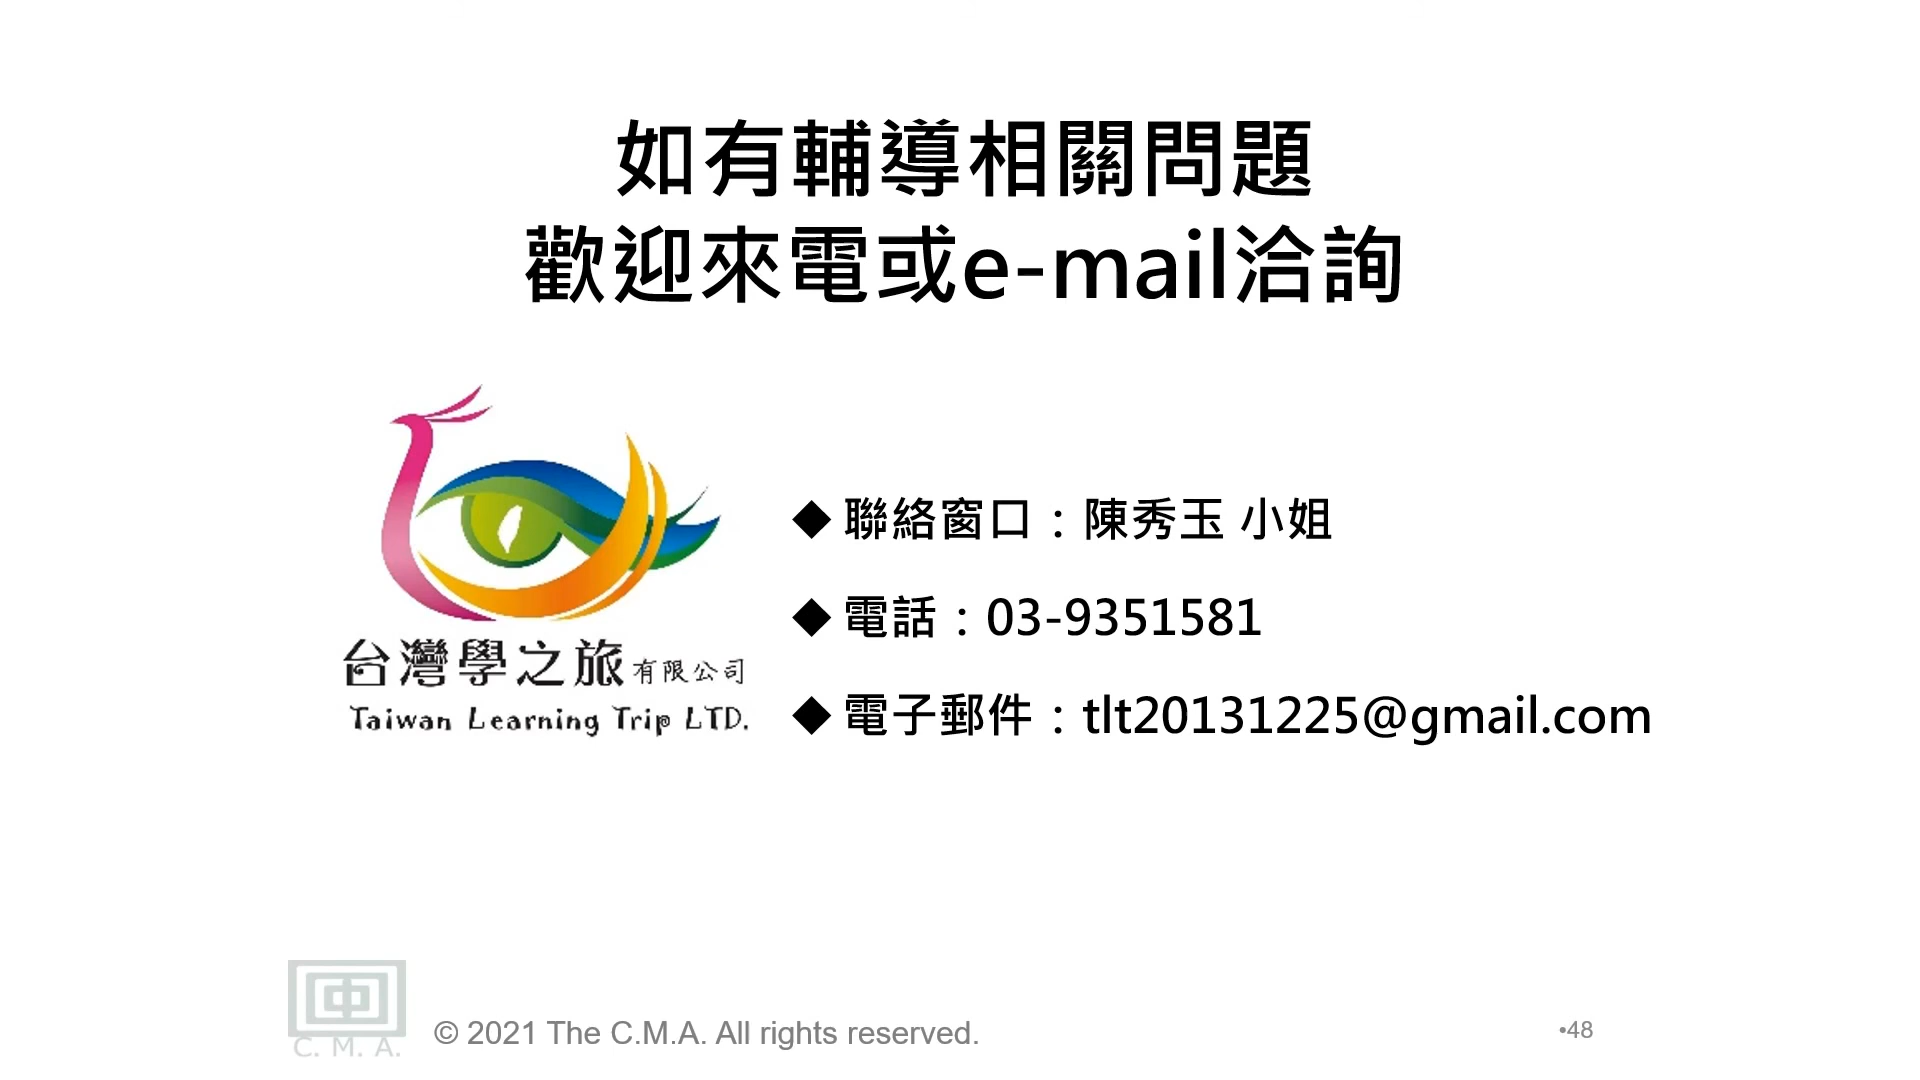 如有輔導相關問題
歡迎來電或e-mail洽詢
台灣學之旅有限公司
Taiwan Learning Trip LTD.
◆ 聯絡窗口：陳秀玉 小姐
◆ 電話：03-9351581
◆ 電子郵件：tlt20131225@gmail.com
中
C. M. A.
© 2021 The C.M.A. All rights reserved.
•48